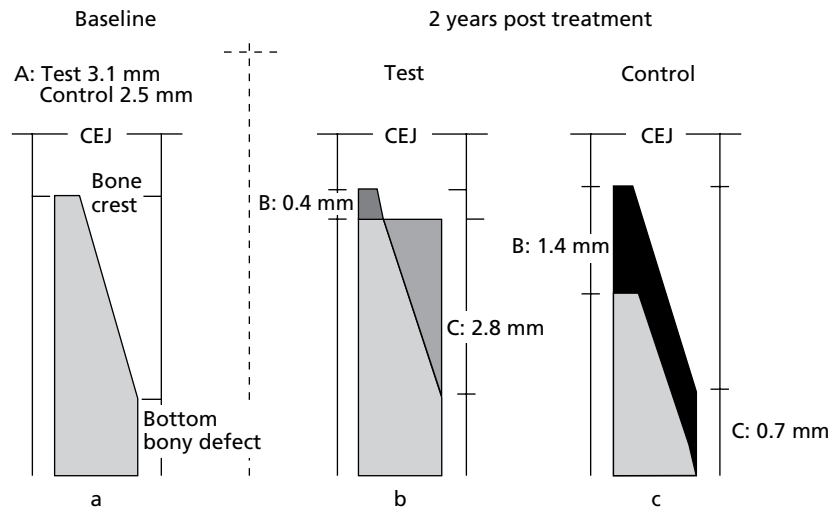 Baseline
2 years post treatment
A: Test 3.1 mm
Control 2.5 mm
Test
Control
CEJ
CEJ
CEJ
Bone
crest
B: 0.4 mm
B: 1.4 mm
C: 2.8 mm
Bottom
bony defect
C: 0.7 mm
a
b
c